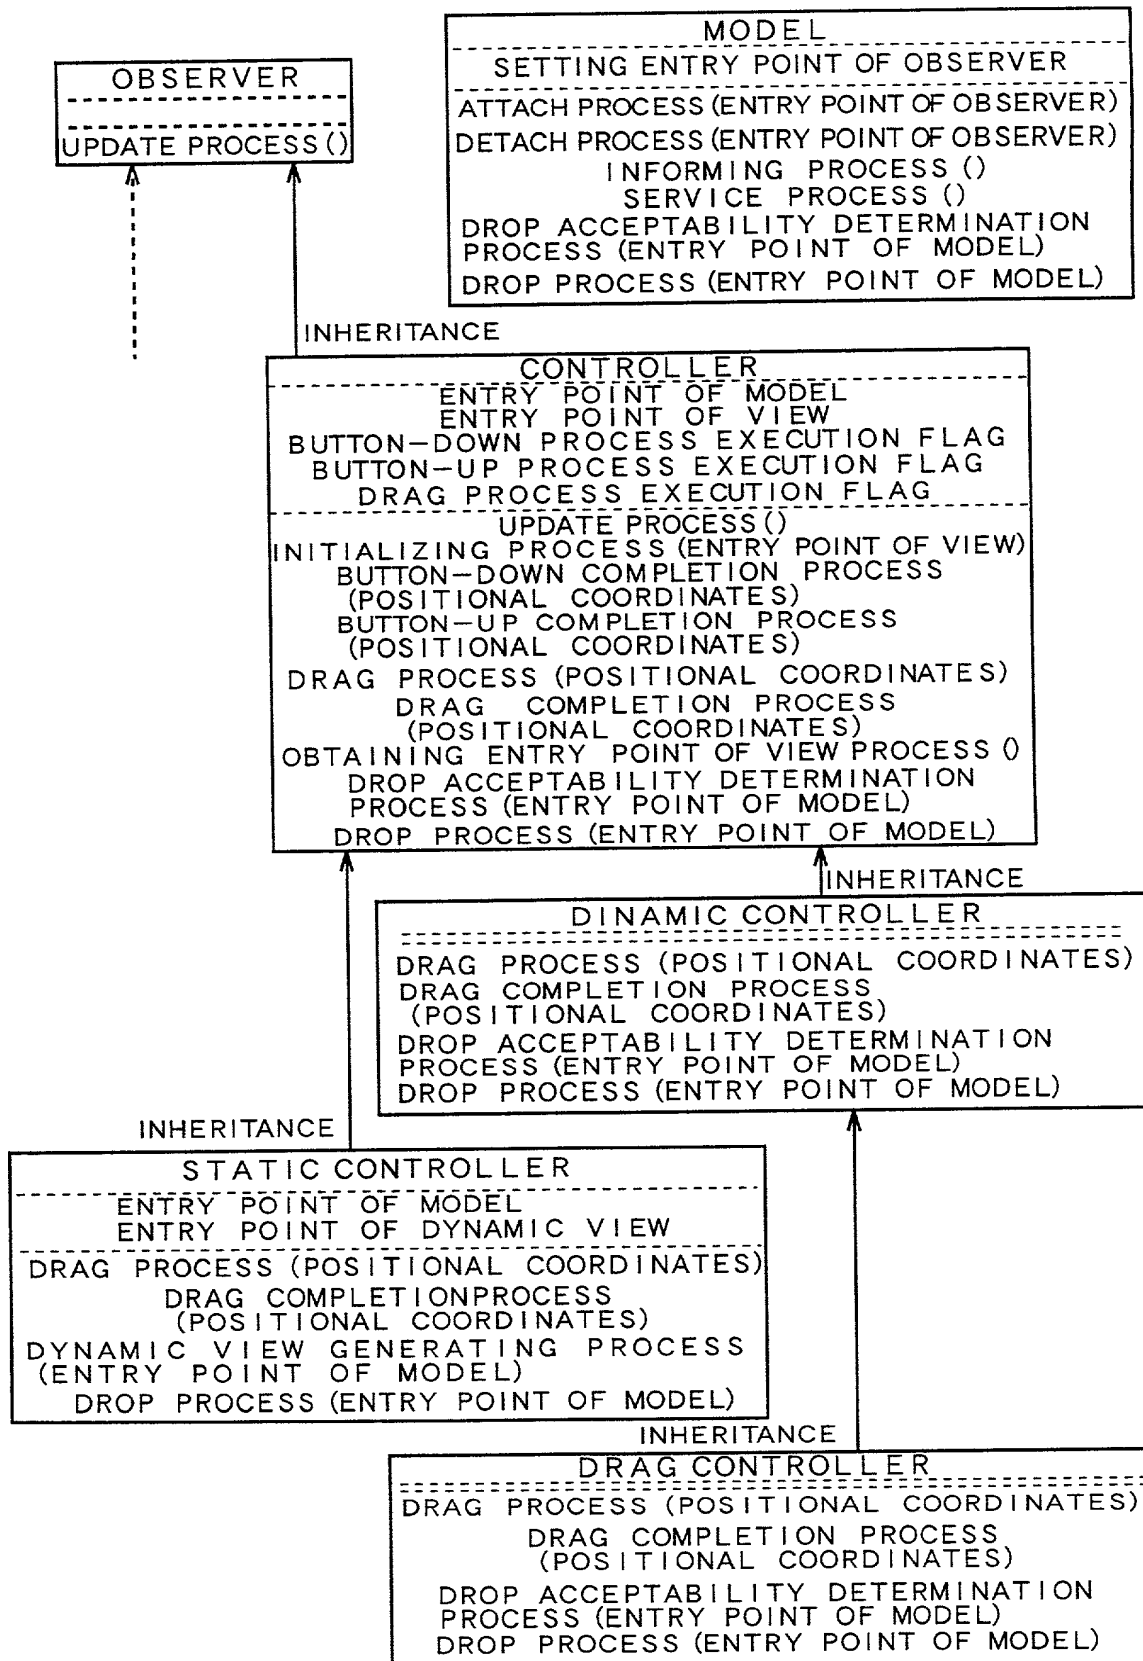 MODEL
SETTING ENTRY POINT OF OBSERVER
ATTACH PROCESS (ENTRY POINT OF OBSERVER)
DETACH PROCESS (ENTRY POINT OF OBSERVER)
INFORMING PROCESS ()
SERVICE PROCESS ()
DROP ACCEPTABILITY DETERMINATION
PROCESS (ENTRY POINT OF MODEL)
DROP PROCESS (ENTRY POINT OF MODEL)
OBSERVER
UPDATE PROCESS ()
INHERITANCE
CONTROLLER
ENTRY POINT OF MODEL
ENTRY POINT OF VIEW
BUTTON-DOWN PROCESS EXECUTION FLAG
BUTTON-UP PROCESS EXECUTION FLAG
DRAG PROCESS EXECUTION FLAG
UPDATE PROCESS ()
INITIALIZING PROCESS (ENTRY POINT OF VIEW)
BUTTON-DOWN COMPLETION PROCESS
(POSITIONAL COORDINATES)
BUTTON-UP COMPLETION PROCESS
(POSITIONAL COORDINATES)
DRAG PROCESS (POSITIONAL COORDINATES)
DRAG COMPLETION PROCESS
(POSITIONAL COORDINATES)
OBTAINING ENTRY POINT OF VIEW PROCESS ()
DROP ACCEPTABILITY DETERMINATION
PROCESS (ENTRY POINT OF MODEL)
DROP PROCESS (ENTRY POINT OF MODEL)
INHERITANCE
DINAMIC CONTROLLER
DRAG PROCESS (POSITIONAL COORDINATES)
DRAG COMPLETION PROCESS
(POSITIONAL COORDINATES)
DROP ACCEPTABILITY DETERMINATION
PROCESS (ENTRY POINT OF MODEL)
DROP PROCESS (ENTRY POINT OF MODEL)
INHERITANCE
STATIC CONTROLLER
ENTRY POINT OF MODEL
ENTRY POINT OF DYNAMIC VIEW
DRAG PROCESS (POSITIONAL COORDINATES)
DRAG COMPLETIONPROCESS
(POSITIONAL COORDINATES)
DYNAMIC VIEW GENERATING PROCESS
(ENTRY POINT OF MODEL)
DROP PROCESS (ENTRY POINT OF MODEL)
INHERITANCE
DRAG CONTROLLER
DRAG PROCESS (POSITIONAL COORDINATES)
DRAG COMPLETION PROCESS
(POSITIONAL COORDINATES)
DROP ACCEPTABILITY DETERMINATION
PROCESS (ENTRY POINT OF MODEL)
DROP PROCESS (ENTRY POINT OF MODEL)